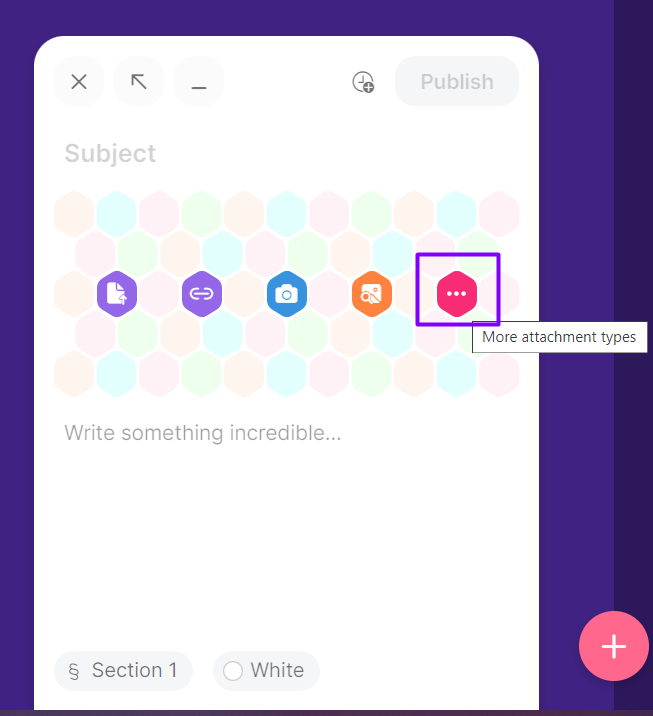 Publish
Subject
More attachment types
Write something incredible...
§ Section 1
White